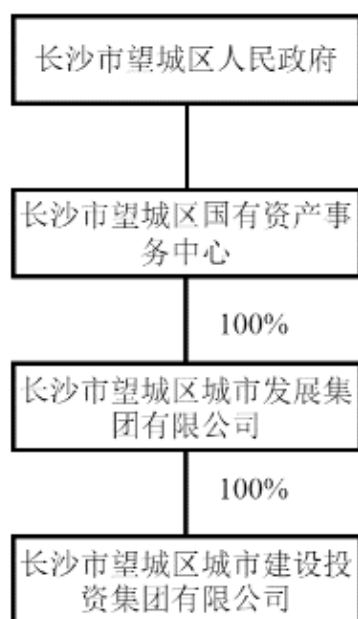 长沙市望城区人民政府
长沙市望城区国有资产事
务中心
100%
长沙市望城区城市发展集
团有限公司
100%
长沙市望城区城市建设投
资集团有限公司